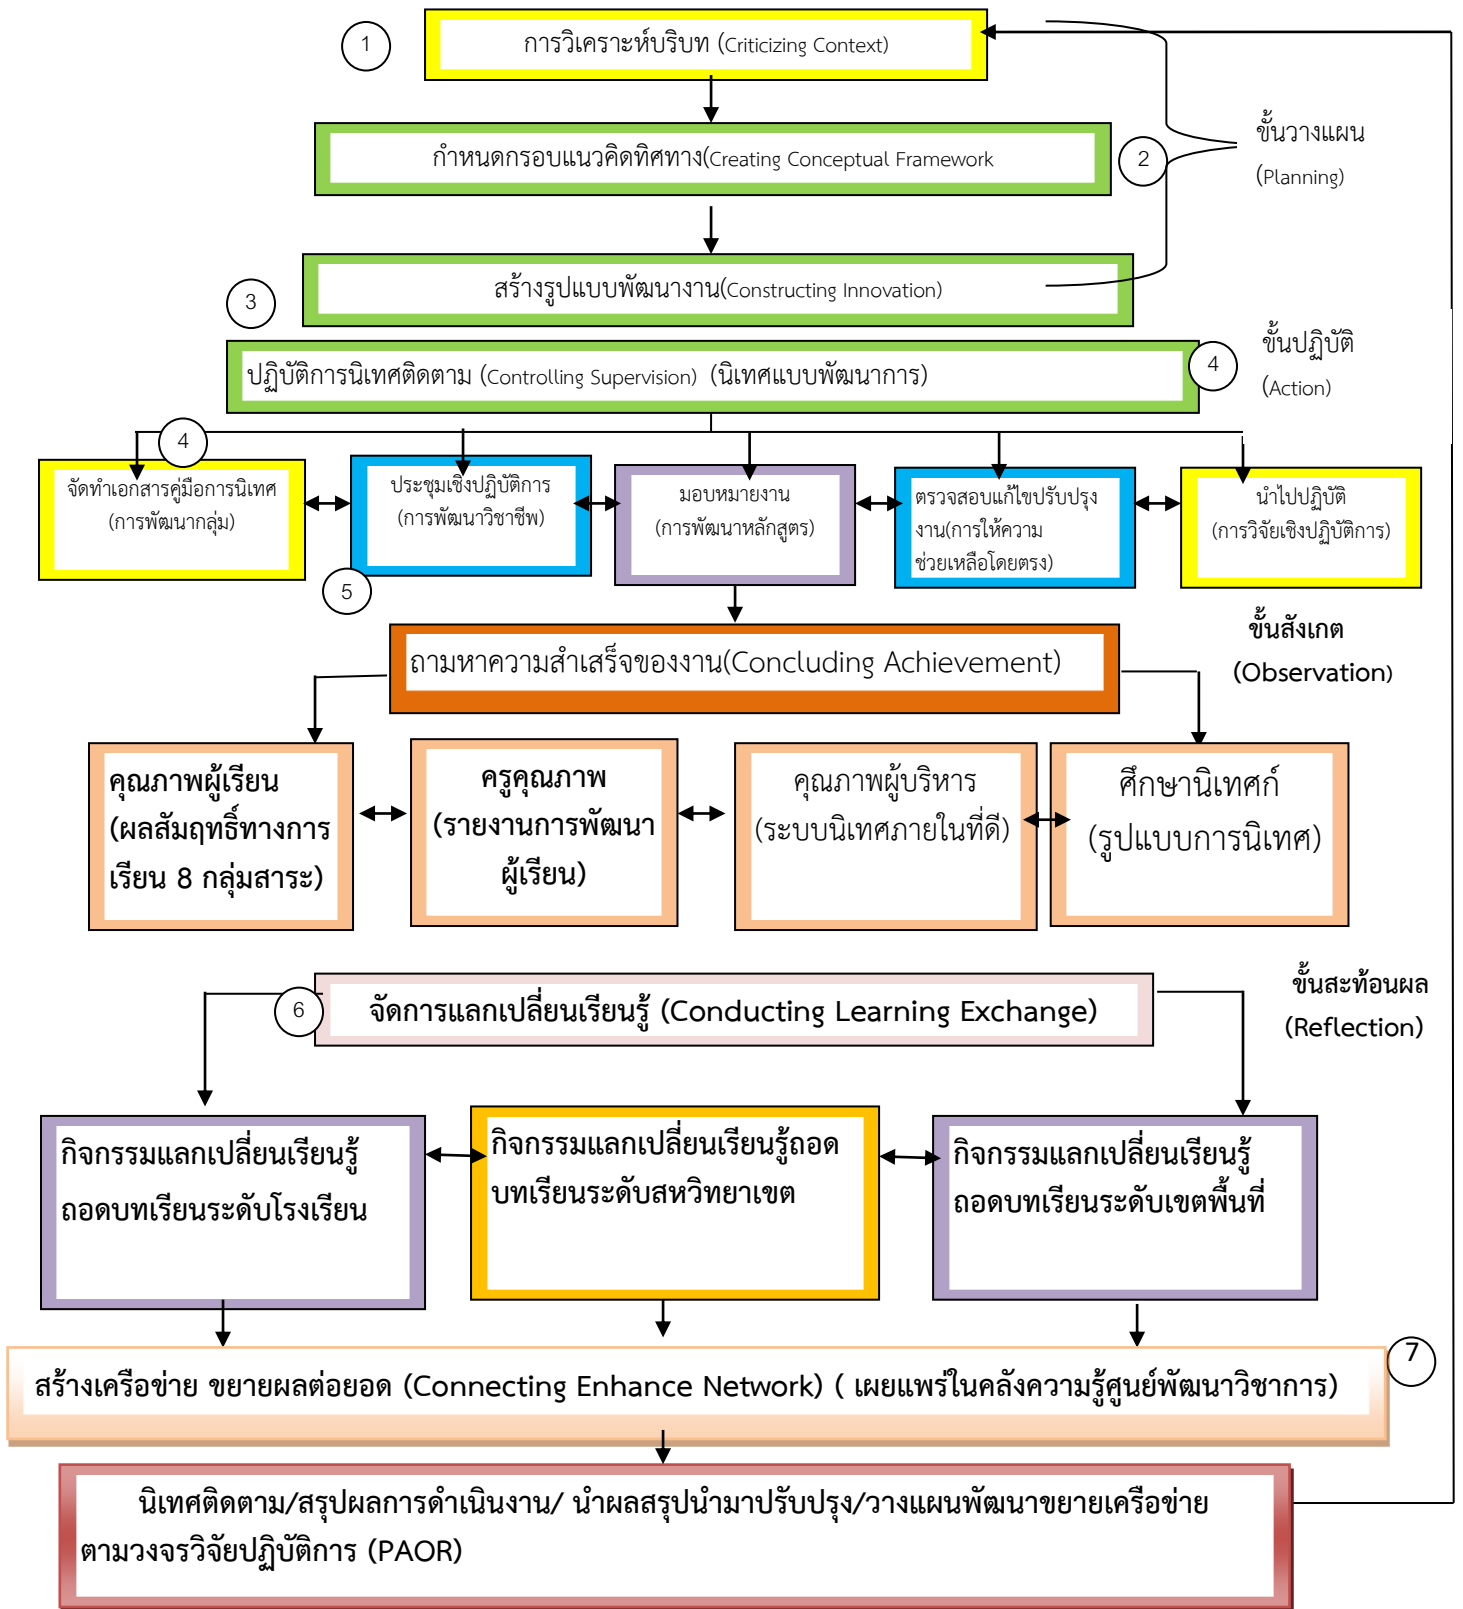 1
การวิเคราะห์บริบท (Criticizing Context)
กำหนดกรอบแนวคิดทิศทาง(Creating Conceptual Framework
2
ขั้นวางแผน
(Planning)
3
สร้างรูปแบบพัฒนางาน(Constructing Innovation)
ปฏิบัติการนิเทศติดตาม (Controlling Supervision) (นิเทศแบบพัฒนาการ)
4
ขั้นปฏิบัติ
(Action)
4
จัดทำเอกสารคู่มือการนิเทศ
(การพัฒนากลุ่ม)
ประชุมเชิงปฏิบัติการ
(การพัฒนาวิชาชีพ)
มอบหมายงาน
(การพัฒนาหลักสูตร)
ตรวจสอบแก้ไขปรับปรุง
งาน(การให้ความ
ช่วยเหลือโดยตรง)
นำไปปฏิบัติ
(การวิจัยเชิงปฏิบัติการ)
5
ขั้นสังเกต
(Observation)
ถามหาความสำเสร็จของงาน(Concluding Achievement)
คุณภาพผู้เรียน
(ผลสัมฤทธิ์ทางการ
เรียน 8 กลุ่มสาระ)
ครูคุณภาพ
(รายงานการพัฒนา
ผู้เรียน)
คุณภาพผู้บริหาร
(ระบบนิเทศภายในที่ดี)
ศึกษานิเทศก์
(รูปแบบการนิเทศ)
6
จัดการแลกเปลี่ยนเรียนรู้ (Conducting Learning Exchange)
ขั้นสะท้อนผล
(Reflection)
กิจกรรมแลกเปลี่ยนเรียนรู้
ถอดบทเรียนระดับโรงเรียน
กิจกรรมแลกเปลี่ยนเรียนรู้ถอด
บทเรียนระดับสหวิทยาเขต
กิจกรรมแลกเปลี่ยนเรียนรู้
ถอดบทเรียนระดับเขตพื้นที่
7
สร้างเครือข่าย ขยายผลต่อยอด (Connecting Enhance Network) ( เผยแพร่ในคลังความรู้ศูนย์พัฒนาวิชาการ)
นิเทศติดตาม/สรุปผลการดำเนินงาน/ นำผลสรุปนำมาปรับปรุง/วางแผนพัฒนาขยายเครือข่าย
ตามวงจรวิจัยปฏิบัติการ (PAOR)